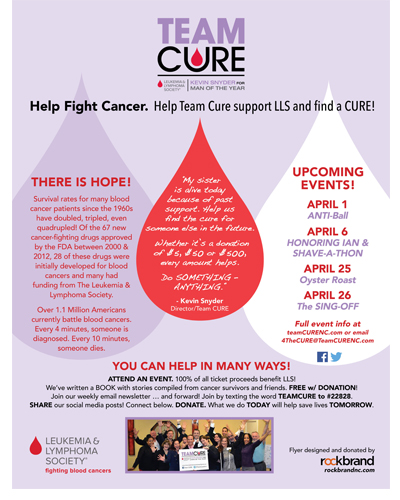 TEAM
CURE
LEUKEMIA &
LYMPHOMA
SOCIETY®
KEVIN SNYDER FOR
MAN OF THE YEAR
Help Fight Cancer. Help Team Cure support LLS and find a CURE!
THERE IS HOPE!
Survival rates for many blood
cancer patients since the 1960s
have doubled, tripled, even
quadrupled! Of the 67 new
cancer-fighting drugs approved
by the FDA between 2000 &
2012, 28 of these drugs were
initially developed for blood
cancers and many had
funding from The Leukemia &
Lymphoma Society.
Over 1.1 Million Americans
currently battle blood cancers.
Every 4 minutes, someone is
diagnosed. Every 10 minutes,
someone dies.
"My sister
is alive today
because of past
support. Help us
find the cure for
someone else in the future.
Whether it's a donation
of $5, $50 or $500,
every amount helps.
Do SOMETHING –
ANYTHING."
- Kevin Snyder
Director/Team CURE
UPCOMING
EVENTS!
APRIL 1
ANTI-Ball
APRIL 6
HONORING IAN &
SHAVE-A-THON
APRIL 25
Oyster Roast
APRIL 26
The SING-OFF
Full event info at
teamCURENC.com or email
4TheCURE@TeamCURENC.com
YOU CAN HELP IN MANY WAYS!
ATTEND AN EVENT. 100% of all ticket proceeds benefit LLS!
We've written a BOOK with stories compiled from cancer survivors and friends. FREE w/ DONATION!
Join our weekly email newsletter ... and forward! Join by texting the word TEAMCURE to #22828.
SHARE our social media posts! Connect below. DONATE. What we do TODAY will help save lives TOMORROW.
LEUKEMIA &
LYMPHOMA
SOCIETY®
fighting blood cancers
TEAMCURE
Flyer designed and donated by
rockbrand
rockbrandnc.com